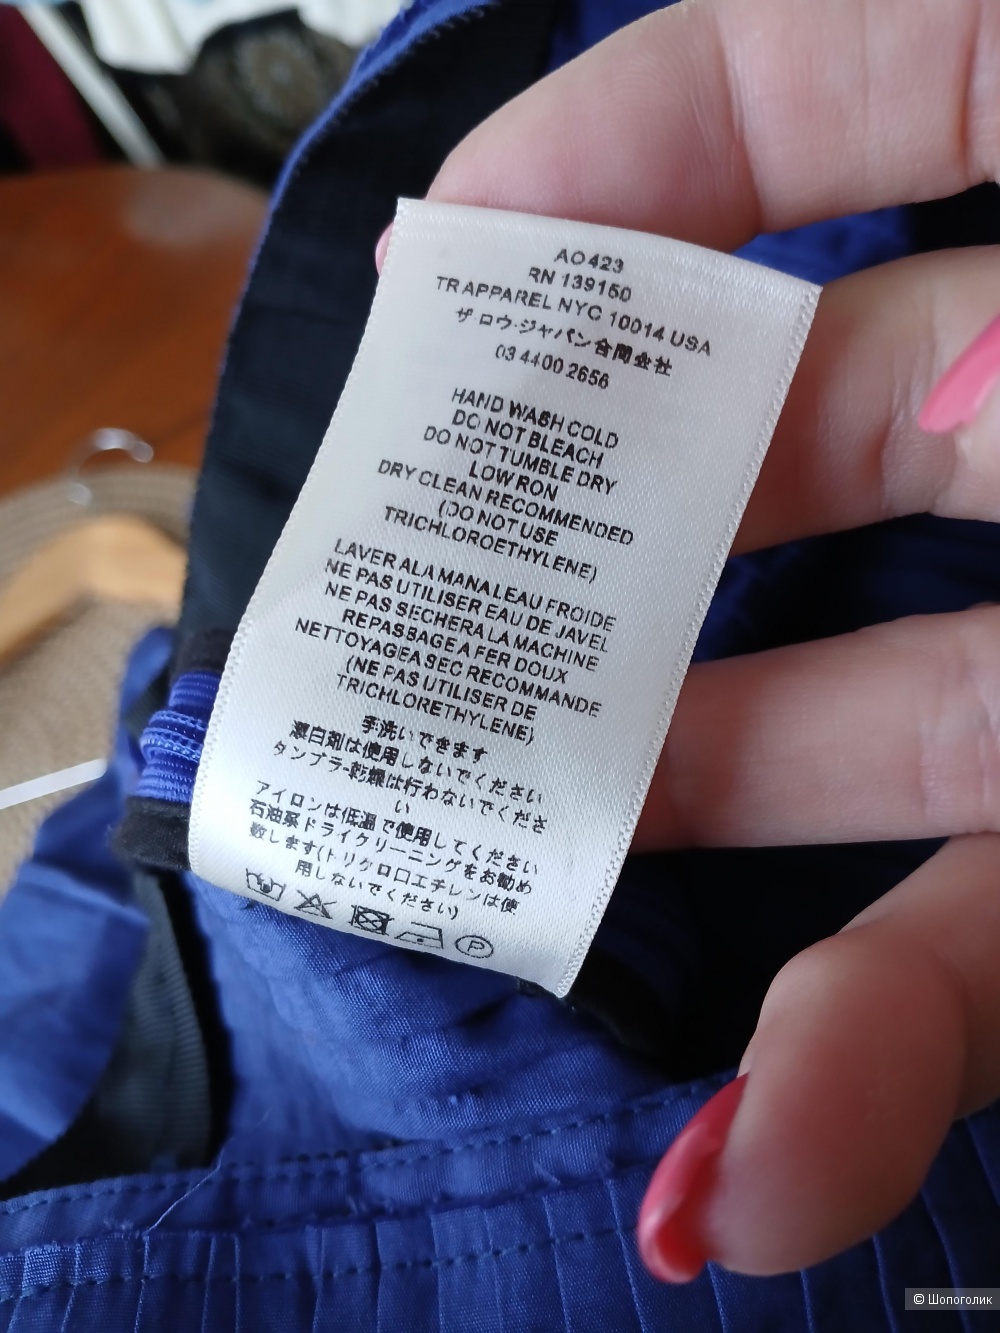 AO423
RN 139150
TR APPAREL NYC 10014 USA
ザ・ロウ・ジャパン合同会社
03 4400 2656
HAND WASH COLD
DO NOT BLEACH
DO NOT TUMBLE DRY
LOW RON
DRY CLEAN RECOMMENDED
(DO NOT USE
TRICHLOROETHYLENE)
LAVER A LA MAN A LEAU FROIDE
NE PAS UTILISER EAU DE JAVEL
NE PAS SECHER A LA MACHINE
REPASBAGE A FER DOUX
NETTOYAGE A SEC RECOMMANDE
(NE PAS UTILISER DE
TRICHLORETHYLENE)
手洗いできます
漂白剤は使用しないでください
タンブラー乾燥は行わないでくださ
い
アイロンは低温で使用してください
石油系ドライクリーニングをお勧め
致します(トリクロロエチレンは使
用しないでください)
P
© Шопоголик